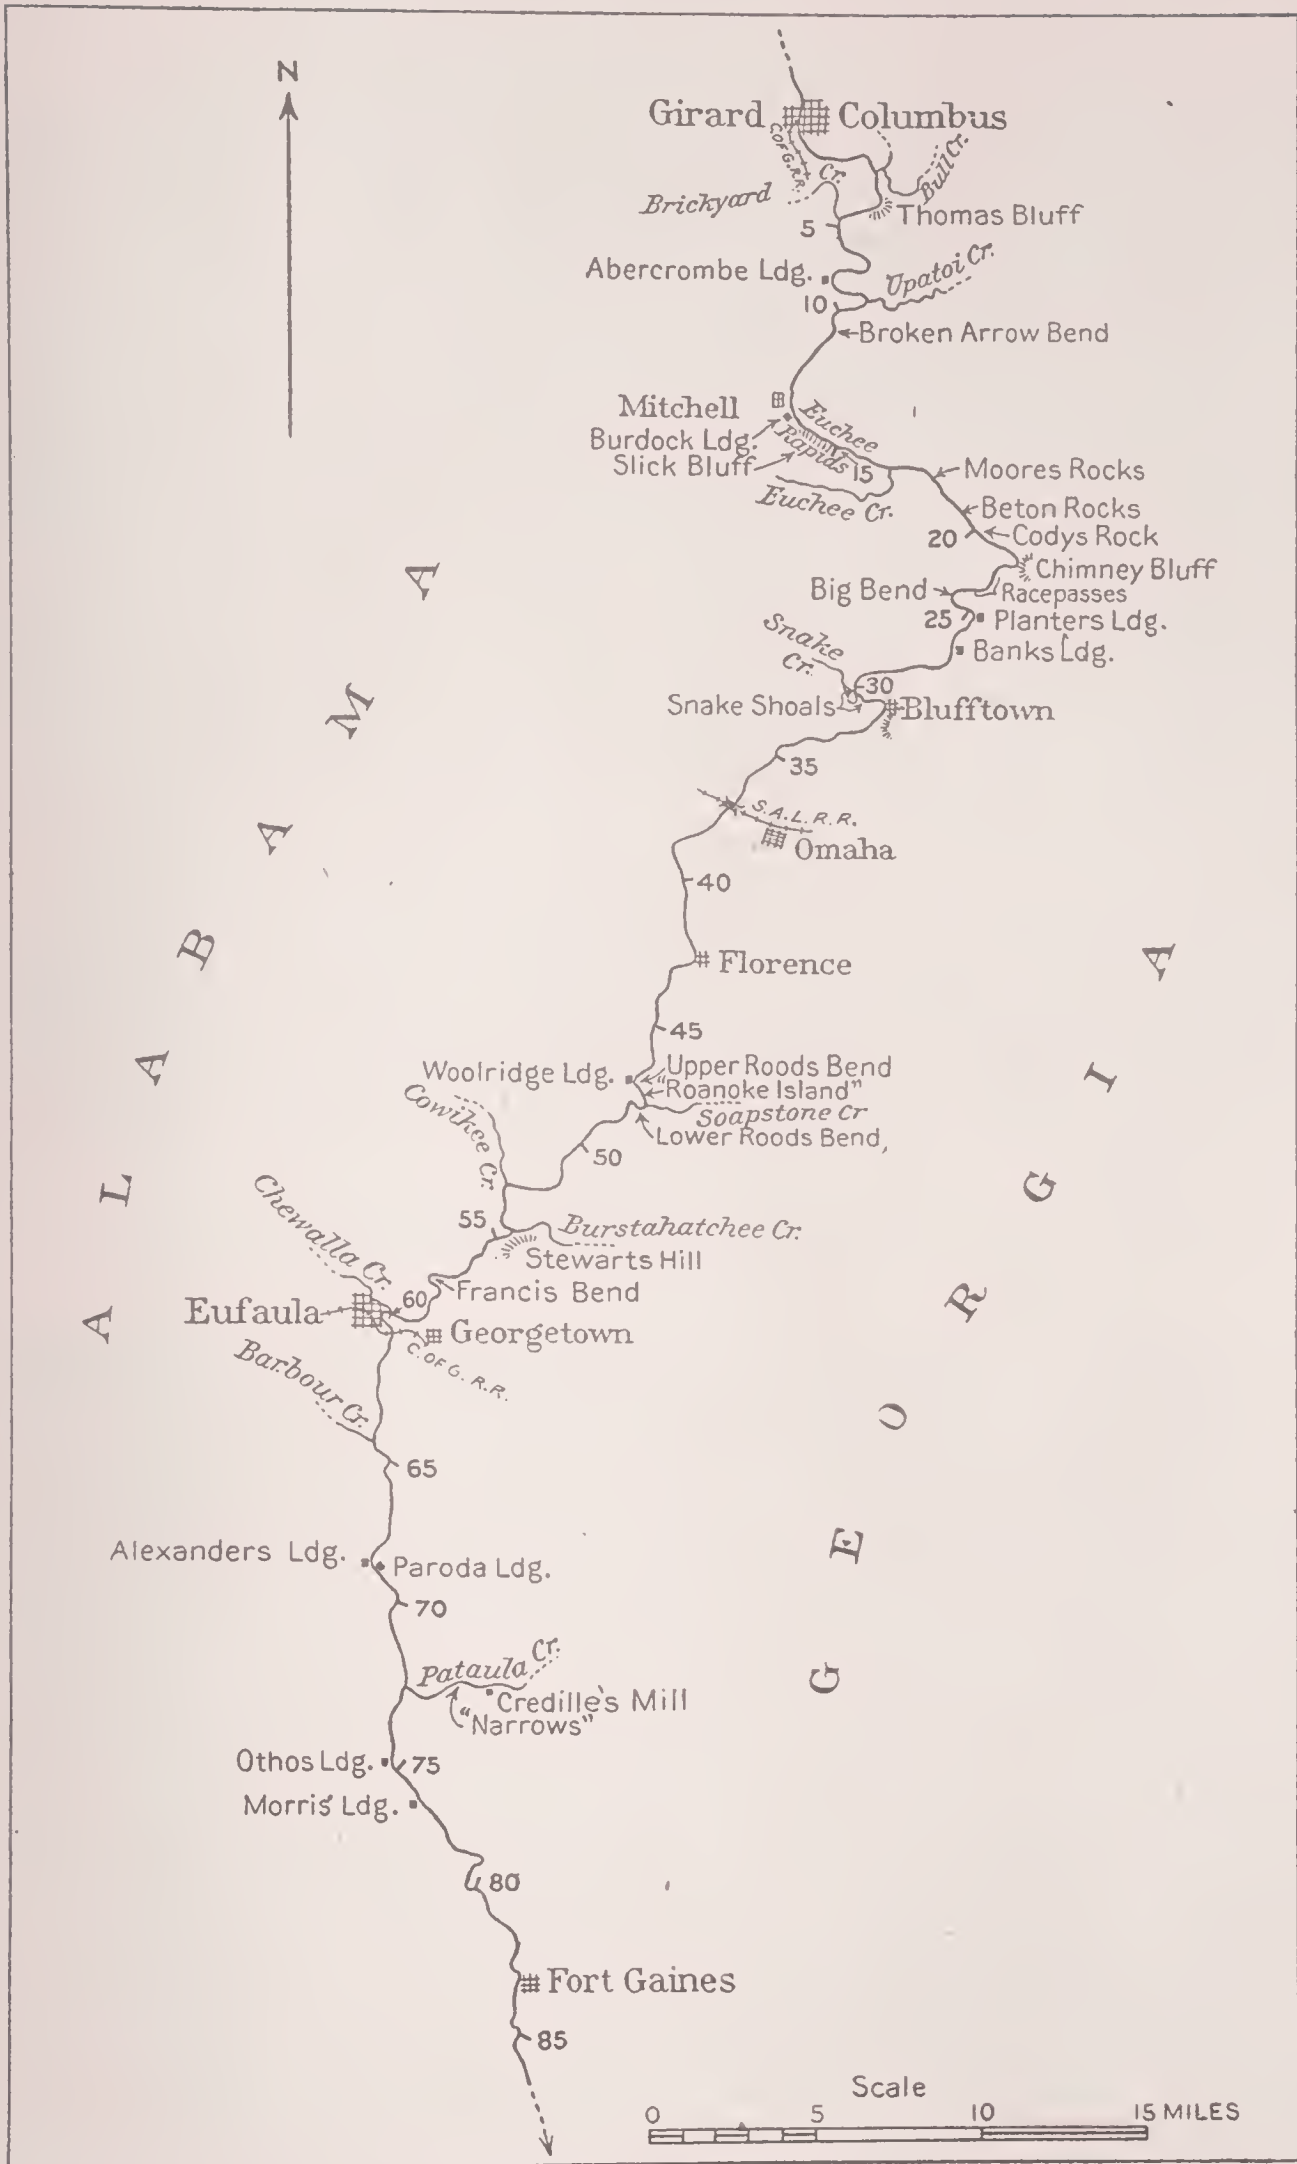 N
Girard
Columbus
C. OF G. R.R.
Brickyard Cr.
Bull Cr.
Thomas Bluff
5
Abercrombe Ldg.
Upatoi Cr.
10
Broken Arrow Bend
Mitchell
Euchee Rapids
Burdock Ldg.
Slick Bluff
15
Moores Rocks
Euchee Cr.
Beton Rocks
20
Codys Rock
Chimney Bluff
Big Bend
Racepasses
25
Planters Ldg.
Snake
Cr.
Banks Ldg.
30
Snake Shoals
Blufftown
35
S.A.L.R.R.
Omaha
40
Florence
45
Woolridge Ldg.
Upper Roods Bend
"Roanoke Island"
Soapstone Cr
Cowikee Cr.
Lower Roods Bend,
50
Chewalla Cr.
55
Burstahatchee Cr.
Stewarts Hill
Francis Bend
60
Eufaula
Georgetown
C. OF G. R.R.
Barbour Cr.
65
Alexanders Ldg.
Paroda Ldg.
70
Pataula Cr.
Credille's Mill
"Narrows"
Othos Ldg.
75
Morris' Ldg.
80
Fort Gaines
85
ALABAMA
GEORGIA
Scale
0 5 10 15 MILES